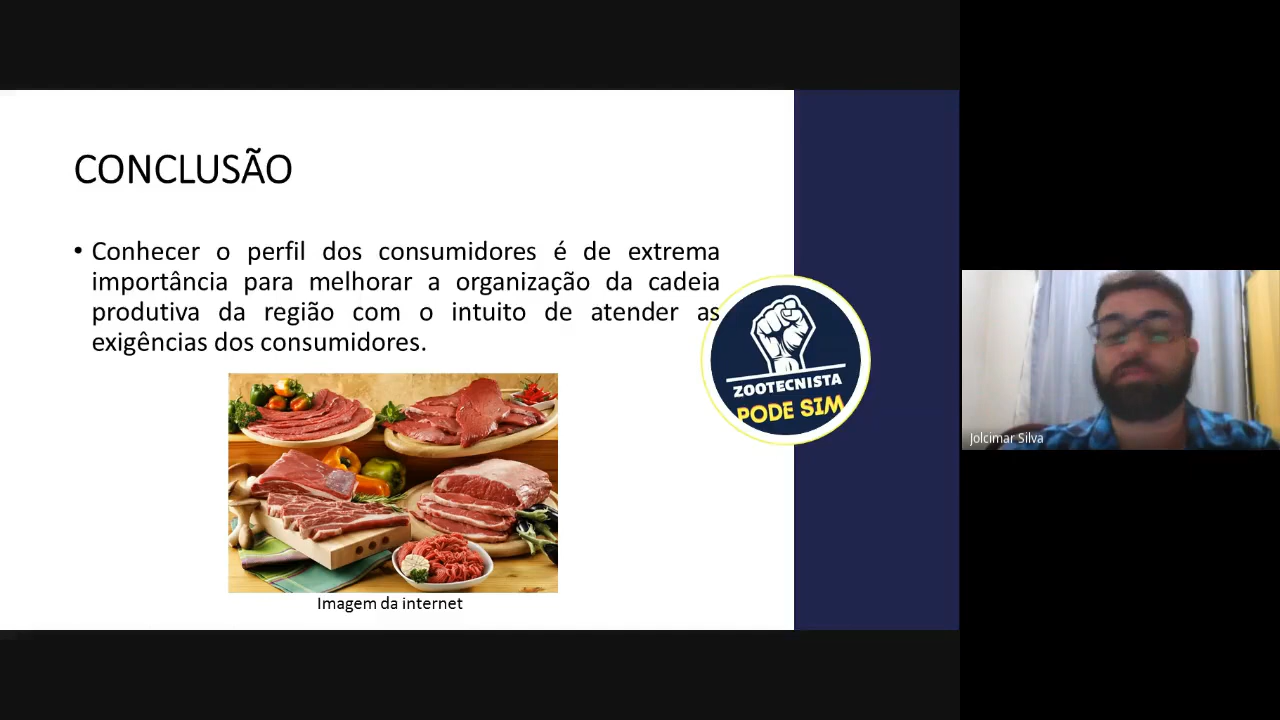 CONCLUSÃO
• Conhecer o perfil dos consumidores é de extrema
importância para melhorar a organização da cadeia
produtiva da região com o intuito de atender as
exigências dos consumidores.
ZOOTECNISTA
PODE SIM
Imagem da internet
Jolcimar Silva